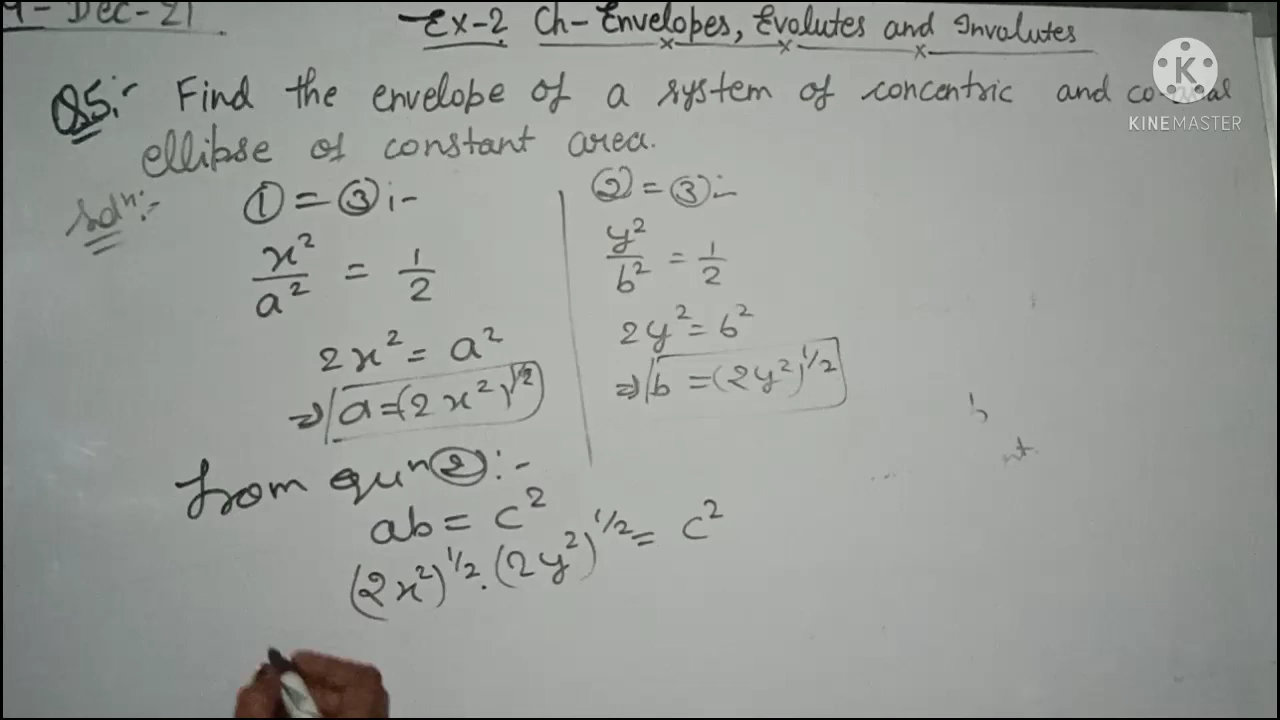 Dec-21
Ex-2 Ch-Envelopes, Evolutes and Involutes
Q5:- Find the envelope of a system of concentric and
ellipse of constant area.
Solⁿ:-
① = ③:-
x²/a² = 1/2
2x² = a²
=> a=(2x²)^1/2
② = ③:-
y²/b² = 1/2
2y² = b²
=> b =(2y²)^1/2
from quⁿ②:-
ab = c²
(2x²)^1/2.(2y²)^1/2 = c²
K
KINEMASTER